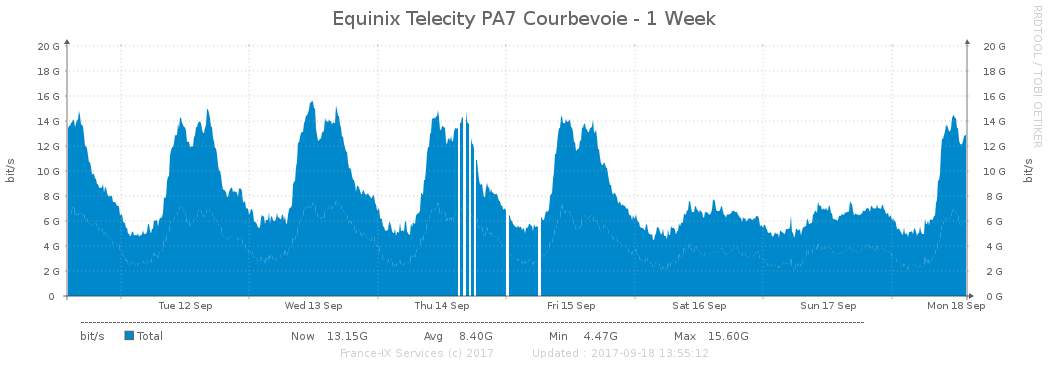 Equinix Telecity PA7 Courbevoie - 1 Week
RRDTOOL / TOBI OETIKER
bit/s
20 G 20 G
18 G 18 G
16 G 16 G
14 G 14 G
12 G 12 G
10 G 10 G
8 G 8 G
6 G 6 G
4 G 4 G
2 G 2 G
0 0 G
bit/s
Tue 12 Sep Wed 13 Sep Thu 14 Sep Fri 15 Sep Sat 16 Sep Sun 17 Sep Mon 18 Sep
bit/s Total Now 13.15G Avg 8.40G Min 4.47G Max 15.60G
France-IX Services (c) 2017 Updated : 2017-09-18 13:55:12